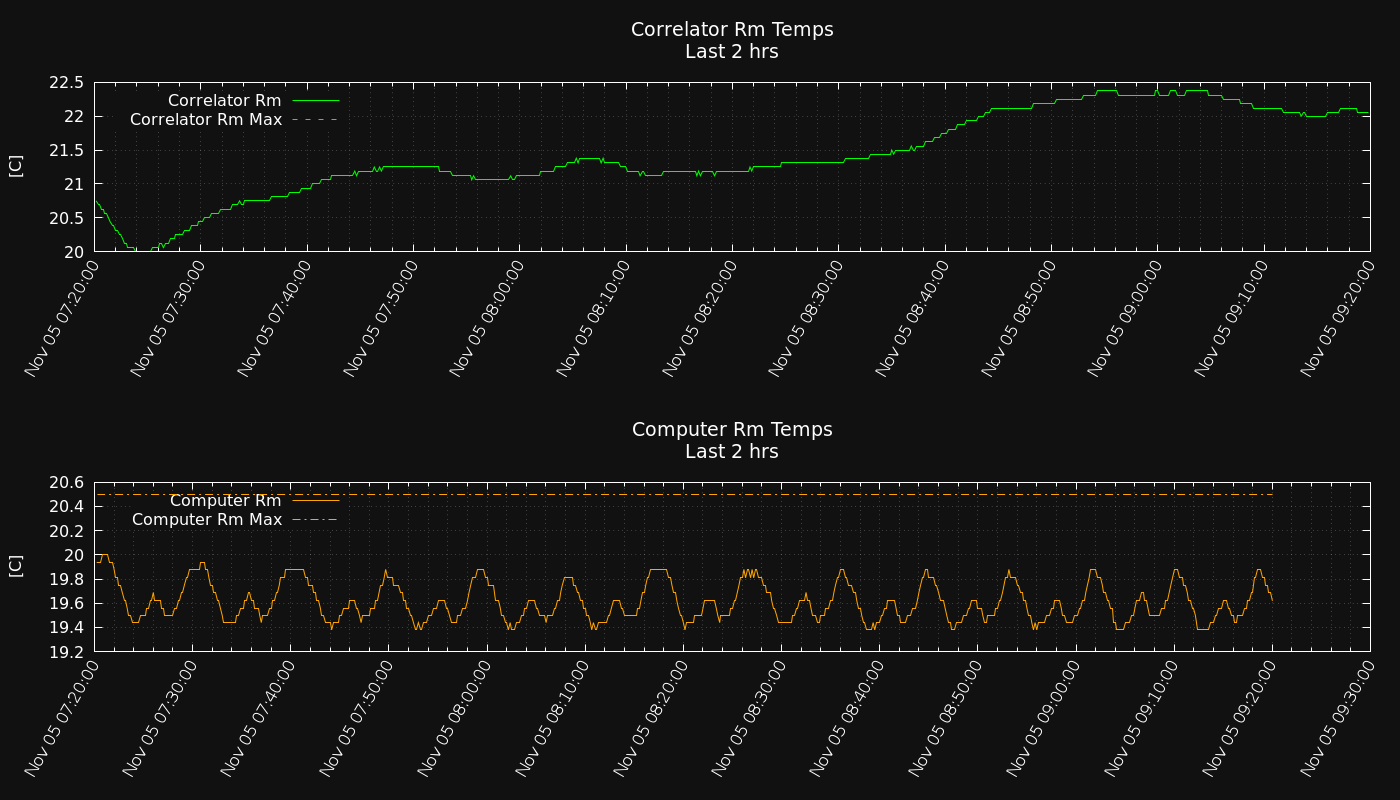 Correlator Rm Temps
Last 2 hrs
22.5
22
21.5
21
20.5
20
[C]
Correlator Rm
Correlator Rm Max
Nov 05 07:20:00
Nov 05 07:30:00
Nov 05 07:40:00
Nov 05 07:50:00
Nov 05 08:00:00
Nov 05 08:10:00
Nov 05 08:20:00
Nov 05 08:30:00
Nov 05 08:40:00
Nov 05 08:50:00
Nov 05 09:00:00
Nov 05 09:10:00
Nov 05 09:20:00
Computer Rm Temps
Last 2 hrs
20.6
20.4
20.2
20
19.8
19.6
19.4
19.2
[C]
Computer Rm
Computer Rm Max
Nov 05 07:20:00
Nov 05 07:30:00
Nov 05 07:40:00
Nov 05 07:50:00
Nov 05 08:00:00
Nov 05 08:10:00
Nov 05 08:20:00
Nov 05 08:30:00
Nov 05 08:40:00
Nov 05 08:50:00
Nov 05 09:00:00
Nov 05 09:10:00
Nov 05 09:20:00
Nov 05 09:30:00